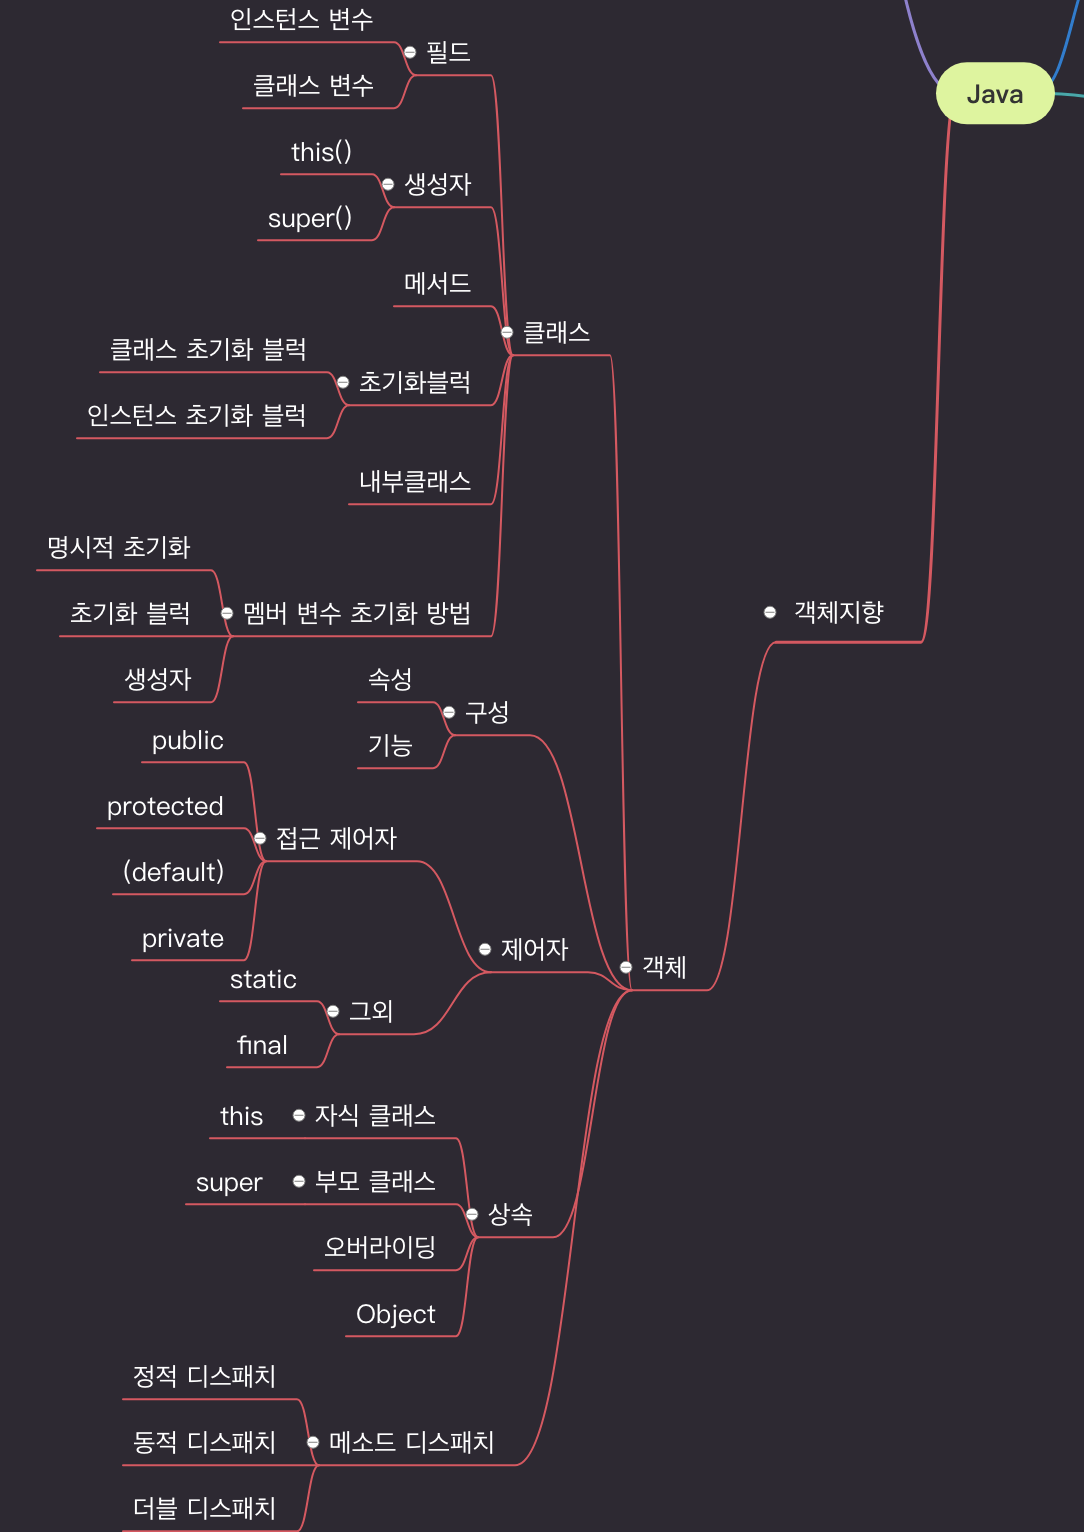 Java
객체지향
객체
클래스
필드
인스턴스 변수
클래스 변수
생성자
this()
super()
메서드
초기화블럭
클래스 초기화 블럭
인스턴스 초기화 블럭
내부클래스
멤버 변수 초기화 방법
명시적 초기화
초기화 블럭
생성자
구성
속성
기능
제어자
접근 제어자
public
protected
(default)
private
그외
static
final
상속
자식 클래스
this
부모 클래스
super
오버라이딩
Object
메소드 디스패치
정적 디스패치
동적 디스패치
더블 디스패치